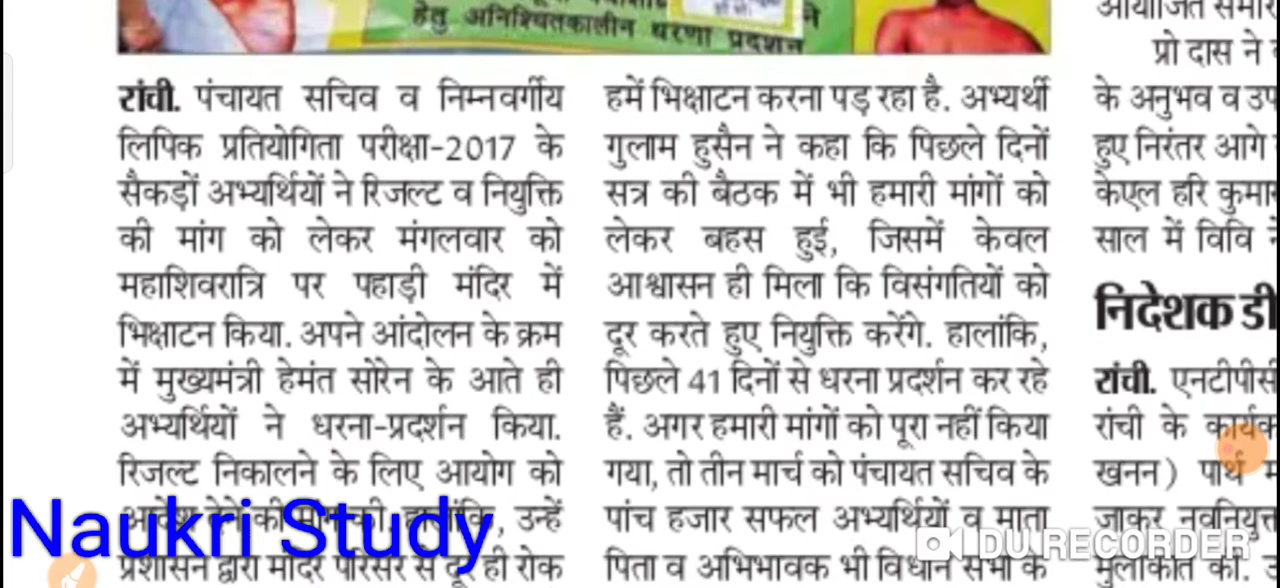 हेतु अनिश्चितकालीन धरणा प्रदर्शन
ने
रांची. पंचायत सचिव व निम्नवर्गीय
लिपिक प्रतियोगिता परीक्षा-2017 के
सैकड़ों अभ्यर्थियों ने रिजल्ट व नियुक्ति
की मांग को लेकर मंगलवार को
महाशिवरात्रि पर पहाड़ी मंदिर में
भिक्षाटन किया. अपने आंदोलन के क्रम
में मुख्यमंत्री हेमंत सोरेन के आते ही
अभ्यर्थियों ने धरना-प्रदर्शन किया.
रिजल्ट निकालने के लिए आयोग को
उन्हें
प्रशासन द्वारा मंदिर परिसर से दूर ही रोक
हमें भिक्षाटन करना पड़ रहा है. अभ्यर्थी
गुलाम हुसैन ने कहा कि पिछले दिनों
सत्र की बैठक में भी हमारी मांगों को
लेकर बहस हुई, जिसमें केवल
आश्वासन ही मिला कि विसंगतियों को
दूर करते हुए नियुक्ति करेंगे. हालांकि,
पिछले 41 दिनों से धरना प्रदर्शन कर रहे
हैं. अगर हमारी मांगों को पूरा नहीं किया
गया, तो तीन मार्च को पंचायत सचिव के
पांच हजार सफल अभ्यर्थियों व माता
पिता व अभिभावक भी विधान सभा के
आयोजित
प्रो दास ने
के अनुभव व
हुए निरंतर आगे
केएल हरि कुमार
साल में विवि
निदेशक
रांची. एनटीपीसी
रांची के
खनन) पार्थ
जाकर नवनियुक्त
मुलाकात की.
Naukri Study
DU RECORDER